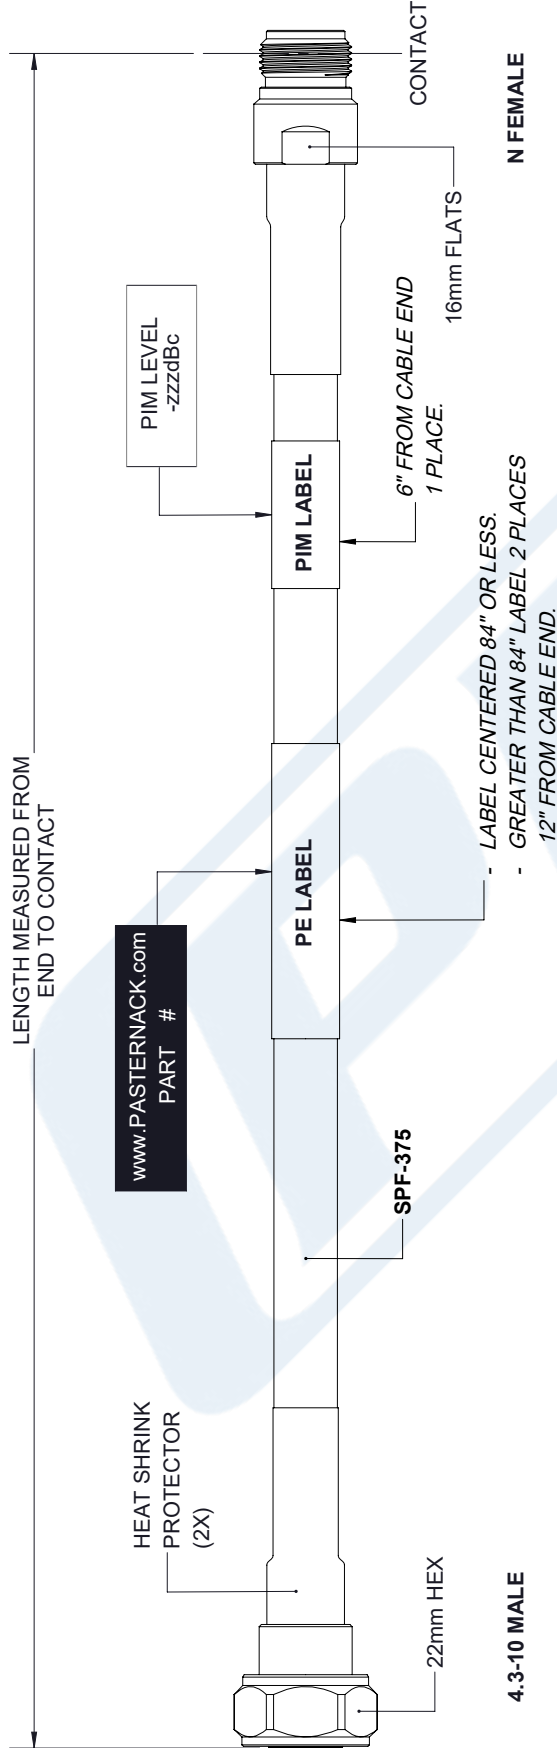 LENGTH MEASURED FROM
END TO CONTACT
HEAT SHRINK
PROTECTOR
(2X)
www.PASTERNACK.com
PART #
PIM LEVEL
-zzzdBc
PE LABEL
PIM LABEL
CONTACT
22mm HEX
SPF-375
- LABEL CENTERED 84" OR LESS.
- GREATER THAN 84" LABEL 2 PLACES
12" FROM CABLE END.
6" FROM CABLE END
1 PLACE.
16mm FLATS
4.3-10 MALE
N FEMALE